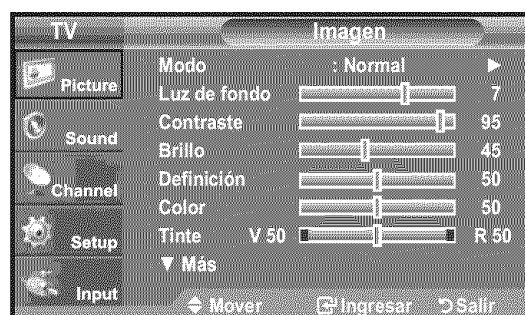 TV
Imagen
Picture
Sound
Channel
Setup
Input
Modo : Normal
Luz de fondo 7
Contraste 95
Brillo 45
Definición 50
Color 50
Tinte V 50 R 50
▼ Más
Mover Ingresar Salir